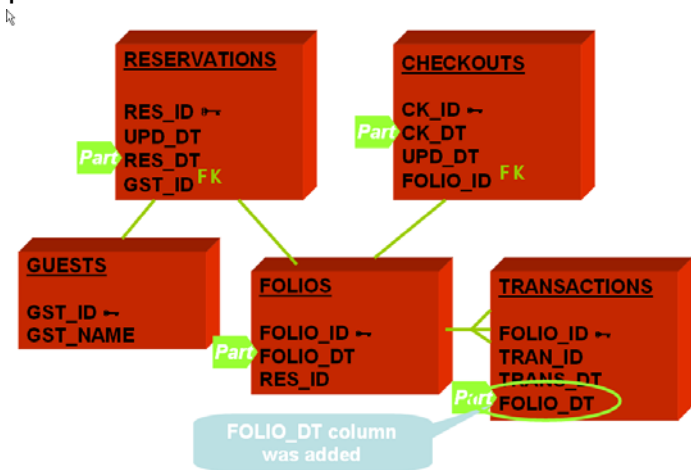 RESERVATIONS
RES_ID
UPD_DT
Part RES_DT
GST_ID FK
CHECKOUTS
CK_ID
Part CK_DT
UPD_DT
FOLIO_ID FK
GUESTS
GST_ID
GST_NAME
FOLIOS
FOLIO_ID
Part FOLIO_DT
RES_ID
TRANSACTIONS
FOLIO_ID
TRAN_ID
TRANS_DT
Part FOLIO_DT
FOLIO_DT column
was added